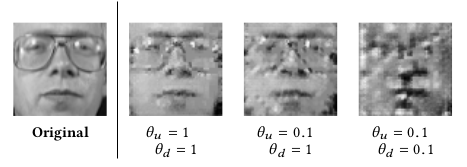 Original
θu = 1
θd = 1
θu = 0.1
θd = 1
θu = 0.1
θd = 0.1